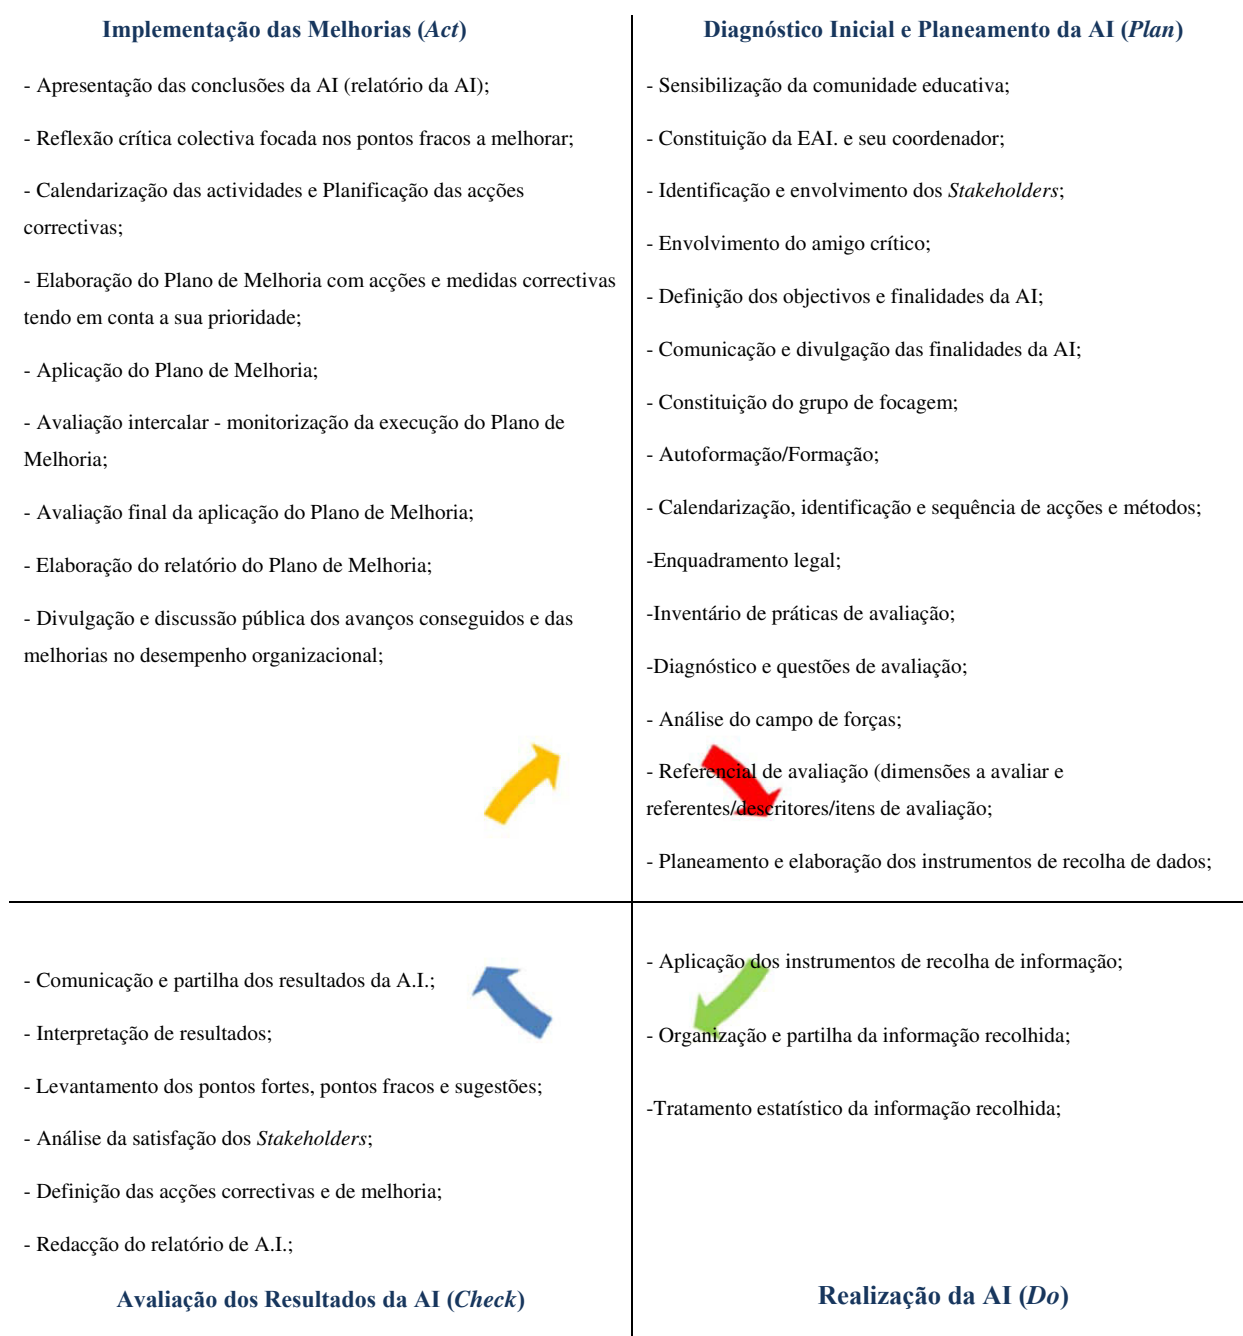 Implementação das Melhorias (Act)
- Apresentação das conclusões da AI (relatório da AI);
- Reflexão crítica colectiva focada nos pontos fracos a melhorar;
- Calendarização das actividades e Planificação das acções
correctivas;
- Elaboração do Plano de Melhoria com acções e medidas correctivas
tendo em conta a sua prioridade;
- Aplicação do Plano de Melhoria;
- Avaliação intercalar - monitorização da execução do Plano de
Melhoria;
- Avaliação final da aplicação do Plano de Melhoria;
- Elaboração do relatório do Plano de Melhoria;
- Divulgação e discussão pública dos avanços conseguidos e das
melhorias no desempenho organizacional;
Diagnóstico Inicial e Planeamento da AI (Plan)
- Sensibilização da comunidade educativa;
- Constituição da EAI. e seu coordenador;
- Identificação e envolvimento dos Stakeholders;
- Envolvimento do amigo crítico;
- Definição dos objectivos e finalidades da AI;
- Comunicação e divulgação das finalidades da AI;
- Constituição do grupo de focagem;
- Autoformação/Formação;
- Calendarização, identificação e sequência de acções e métodos;
-Enquadramento legal;
-Inventário de práticas de avaliação;
-Diagnóstico e questões de avaliação;
- Análise do campo de forças;
- Referencial de avaliação (dimensões a avaliar e
referentes/descritores/itens de avaliação;
- Planeamento e elaboração dos instrumentos de recolha de dados;
- Comunicação e partilha dos resultados da A.I.;
- Interpretação de resultados;
- Levantamento dos pontos fortes, pontos fracos e sugestões;
- Análise da satisfação dos Stakeholders;
- Definição das acções correctivas e de melhoria;
- Redacção do relatório de A.I.;
Avaliação dos Resultados da AI (Check)
- Aplicação dos instrumentos de recolha de informação;
- Organização e partilha da informação recolhida;
-Tratamento estatístico da informação recolhida;
Realização da AI (Do)